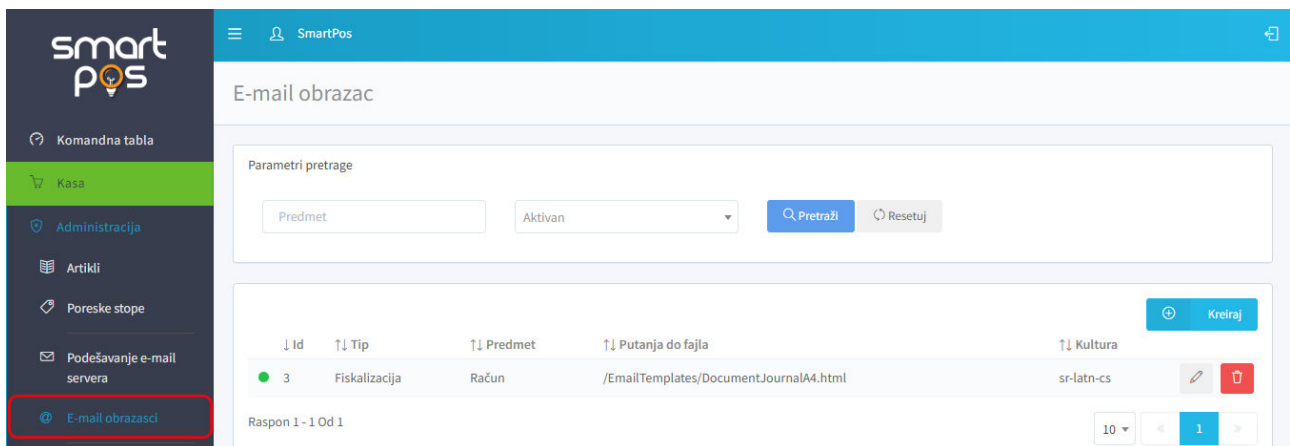 smart
pos
SmartPos
E-mail obrazac
Komandna tabla
Kasa
Administracija
Artikli
Poreske stope
Podešavanje e-mail
servera
@ E-mail obrazasci
Parametri pretrage
Predmet Aktivan Pretraži Resetuj
Kreiraj
↓ Id ↑↓ Tip ↑↓ Predmet ↑↓ Putanja do fajla ↑↓ Kultura
3 Fiskalizacija Račun /EmailTemplates/DocumentJournalA4.html sr-latn-cs
Raspon 1 - 1 Od 1 10 « 1 »